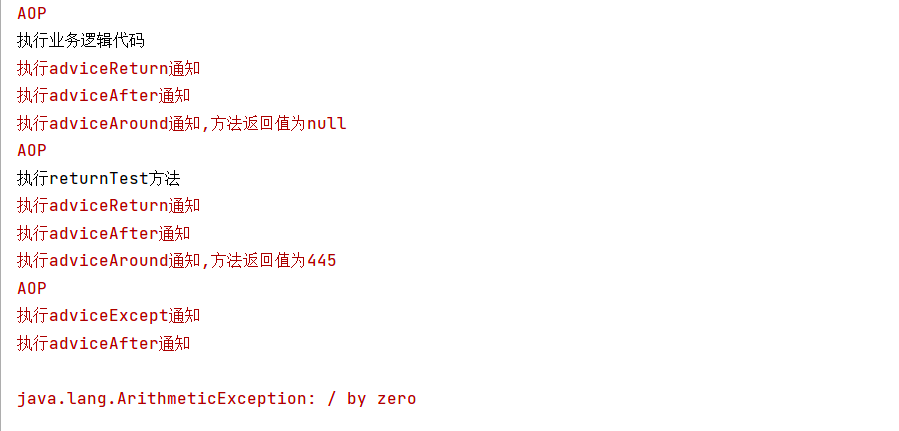 AOP
执行业务逻辑代码
执行adviceReturn通知
执行adviceAfter通知
执行adviceAround通知,方法返回值为null
AOP
执行returnTest方法
执行adviceReturn通知
执行adviceAfter通知
执行adviceAround通知,方法返回值为445
AOP
执行adviceExcept通知
执行adviceAfter通知
java.lang.ArithmeticException: / by zero